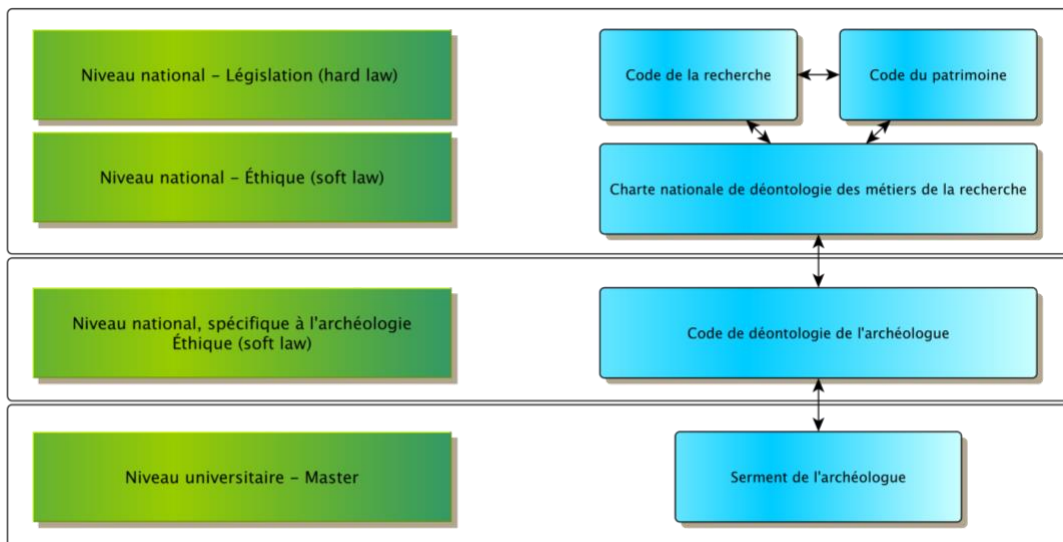 Niveau national – Législation (hard law)
Code de la recherche
Code du patrimoine
Niveau national – Éthique (soft law)
Charte nationale de déontologie des métiers de la recherche
Niveau national, spécifique à l'archéologie
Éthique (soft law)
Code de déontologie de l'archéologue
Niveau universitaire – Master
Serment de l'archéologue